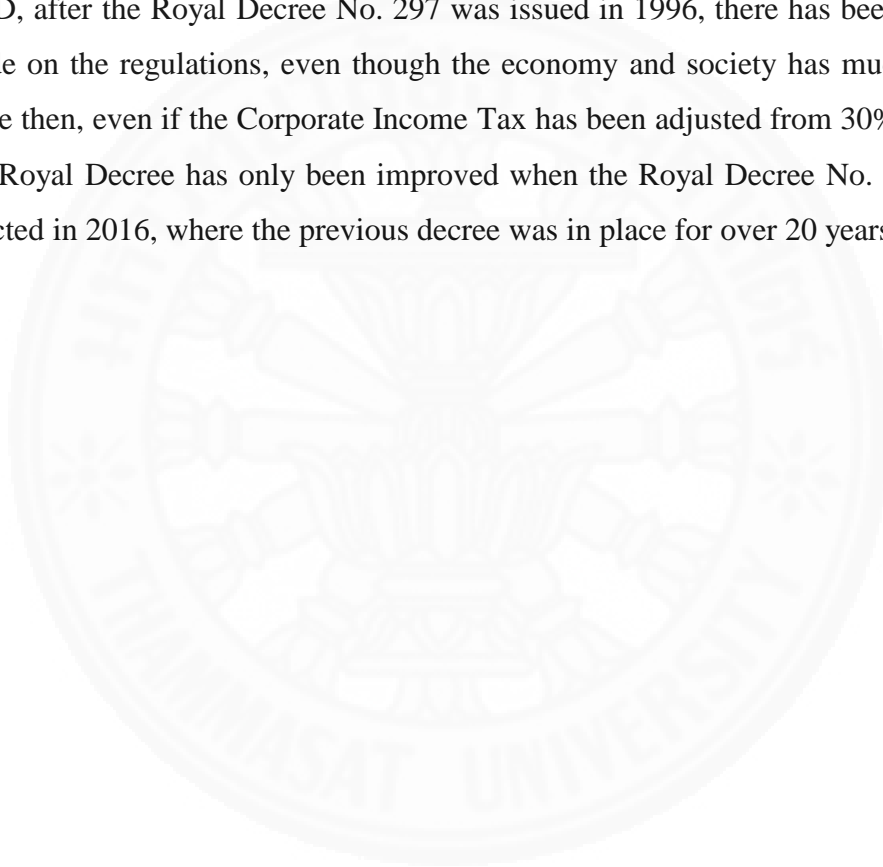 D, after the Royal Decree No. 297 was issued in 1996, there has bee
e on the regulations, even though the economy and society has mu
e then, even if the Corporate Income Tax has been adjusted from 30%
Royal Decree has only been improved when the Royal Decree No.
cted in 2016, where the previous decree was in place for over 20 years
THAMMASAT UNIVERSITY